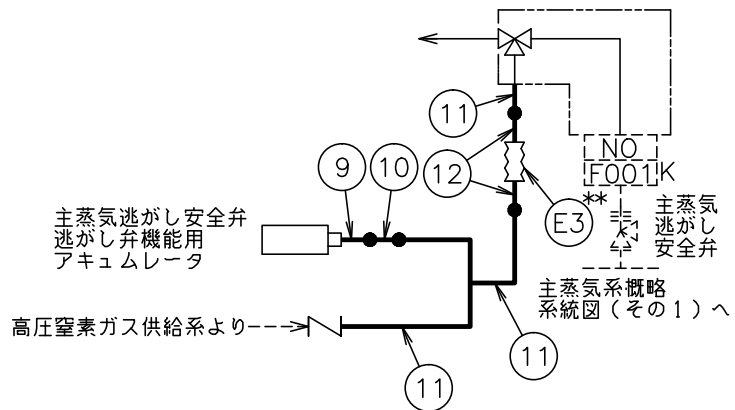 11
NO
F001
K
9
10
12
**
E3
主蒸気
逃がし
安全弁
主蒸気逃がし安全弁
逃がし弁機能用
アキュムレータ
主蒸気系概略
系統図(その1)へ
高圧窒素ガス供給系より
11
11